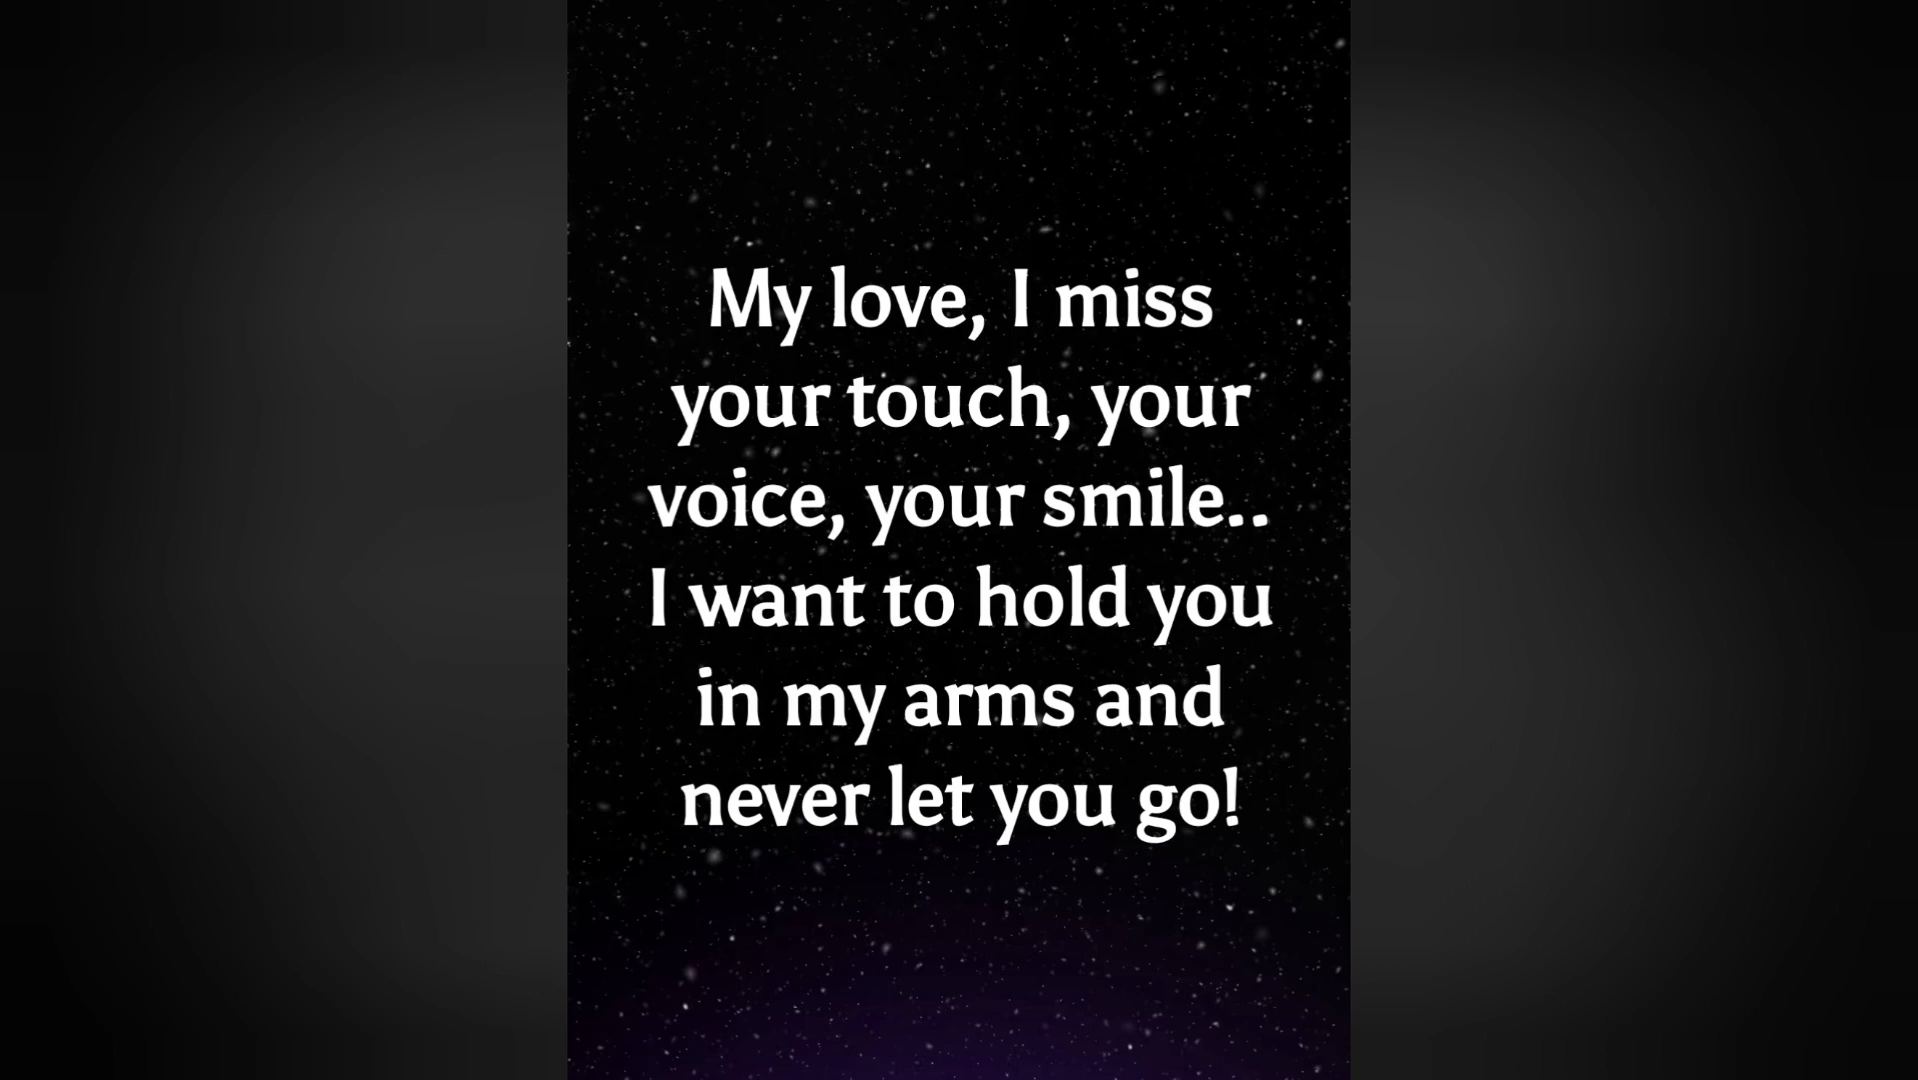 My love, I miss
your touch, your
voice, your smile..
I want to hold you
in my arms and
never let you go!